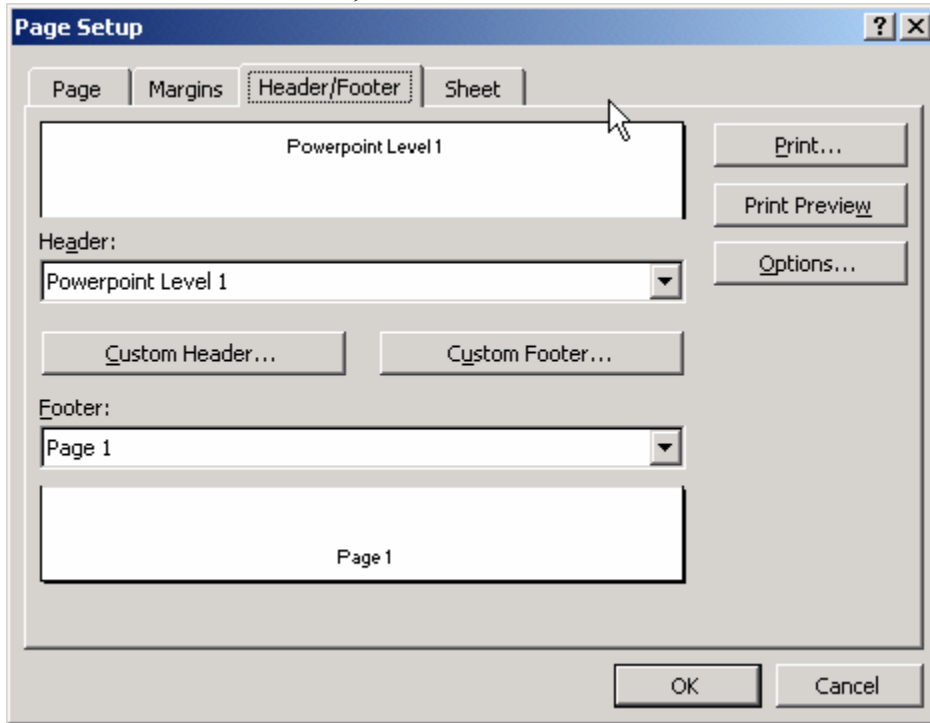 Page Setup
Page Margins Header/Footer Sheet
Powerpoint Level 1
Print...
Print Preview
Header:
Options...
Powerpoint Level 1
Custom Header... Custom Footer...
Footer:
Page 1
Page 1
OK Cancel